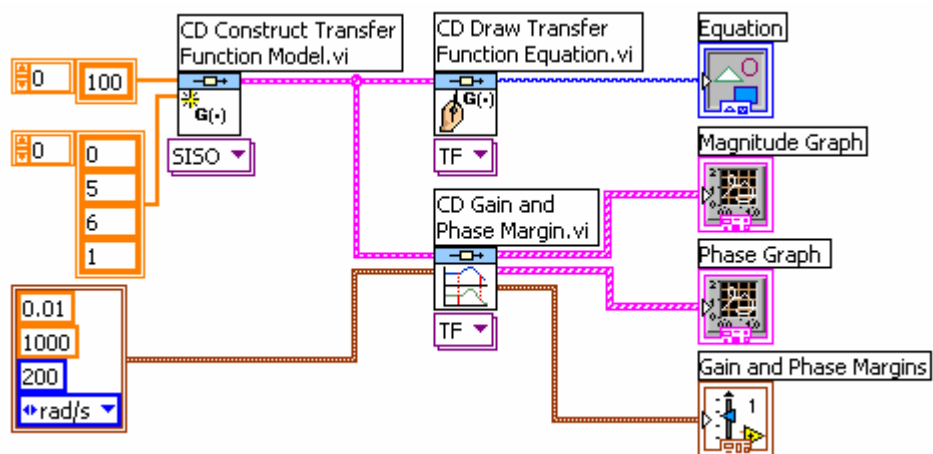 CD Construct Transfer
Function Model.vi
CD Draw Transfer
Function Equation.vi
Equation
0
100
G(•)
G(•)
SISO
TF
0
0
5
6
1
Magnitude Graph
CD Gain and
Phase Margin.vi
Phase Graph
TF
0.01
1000
200
rad/s
Gain and Phase Margins
1